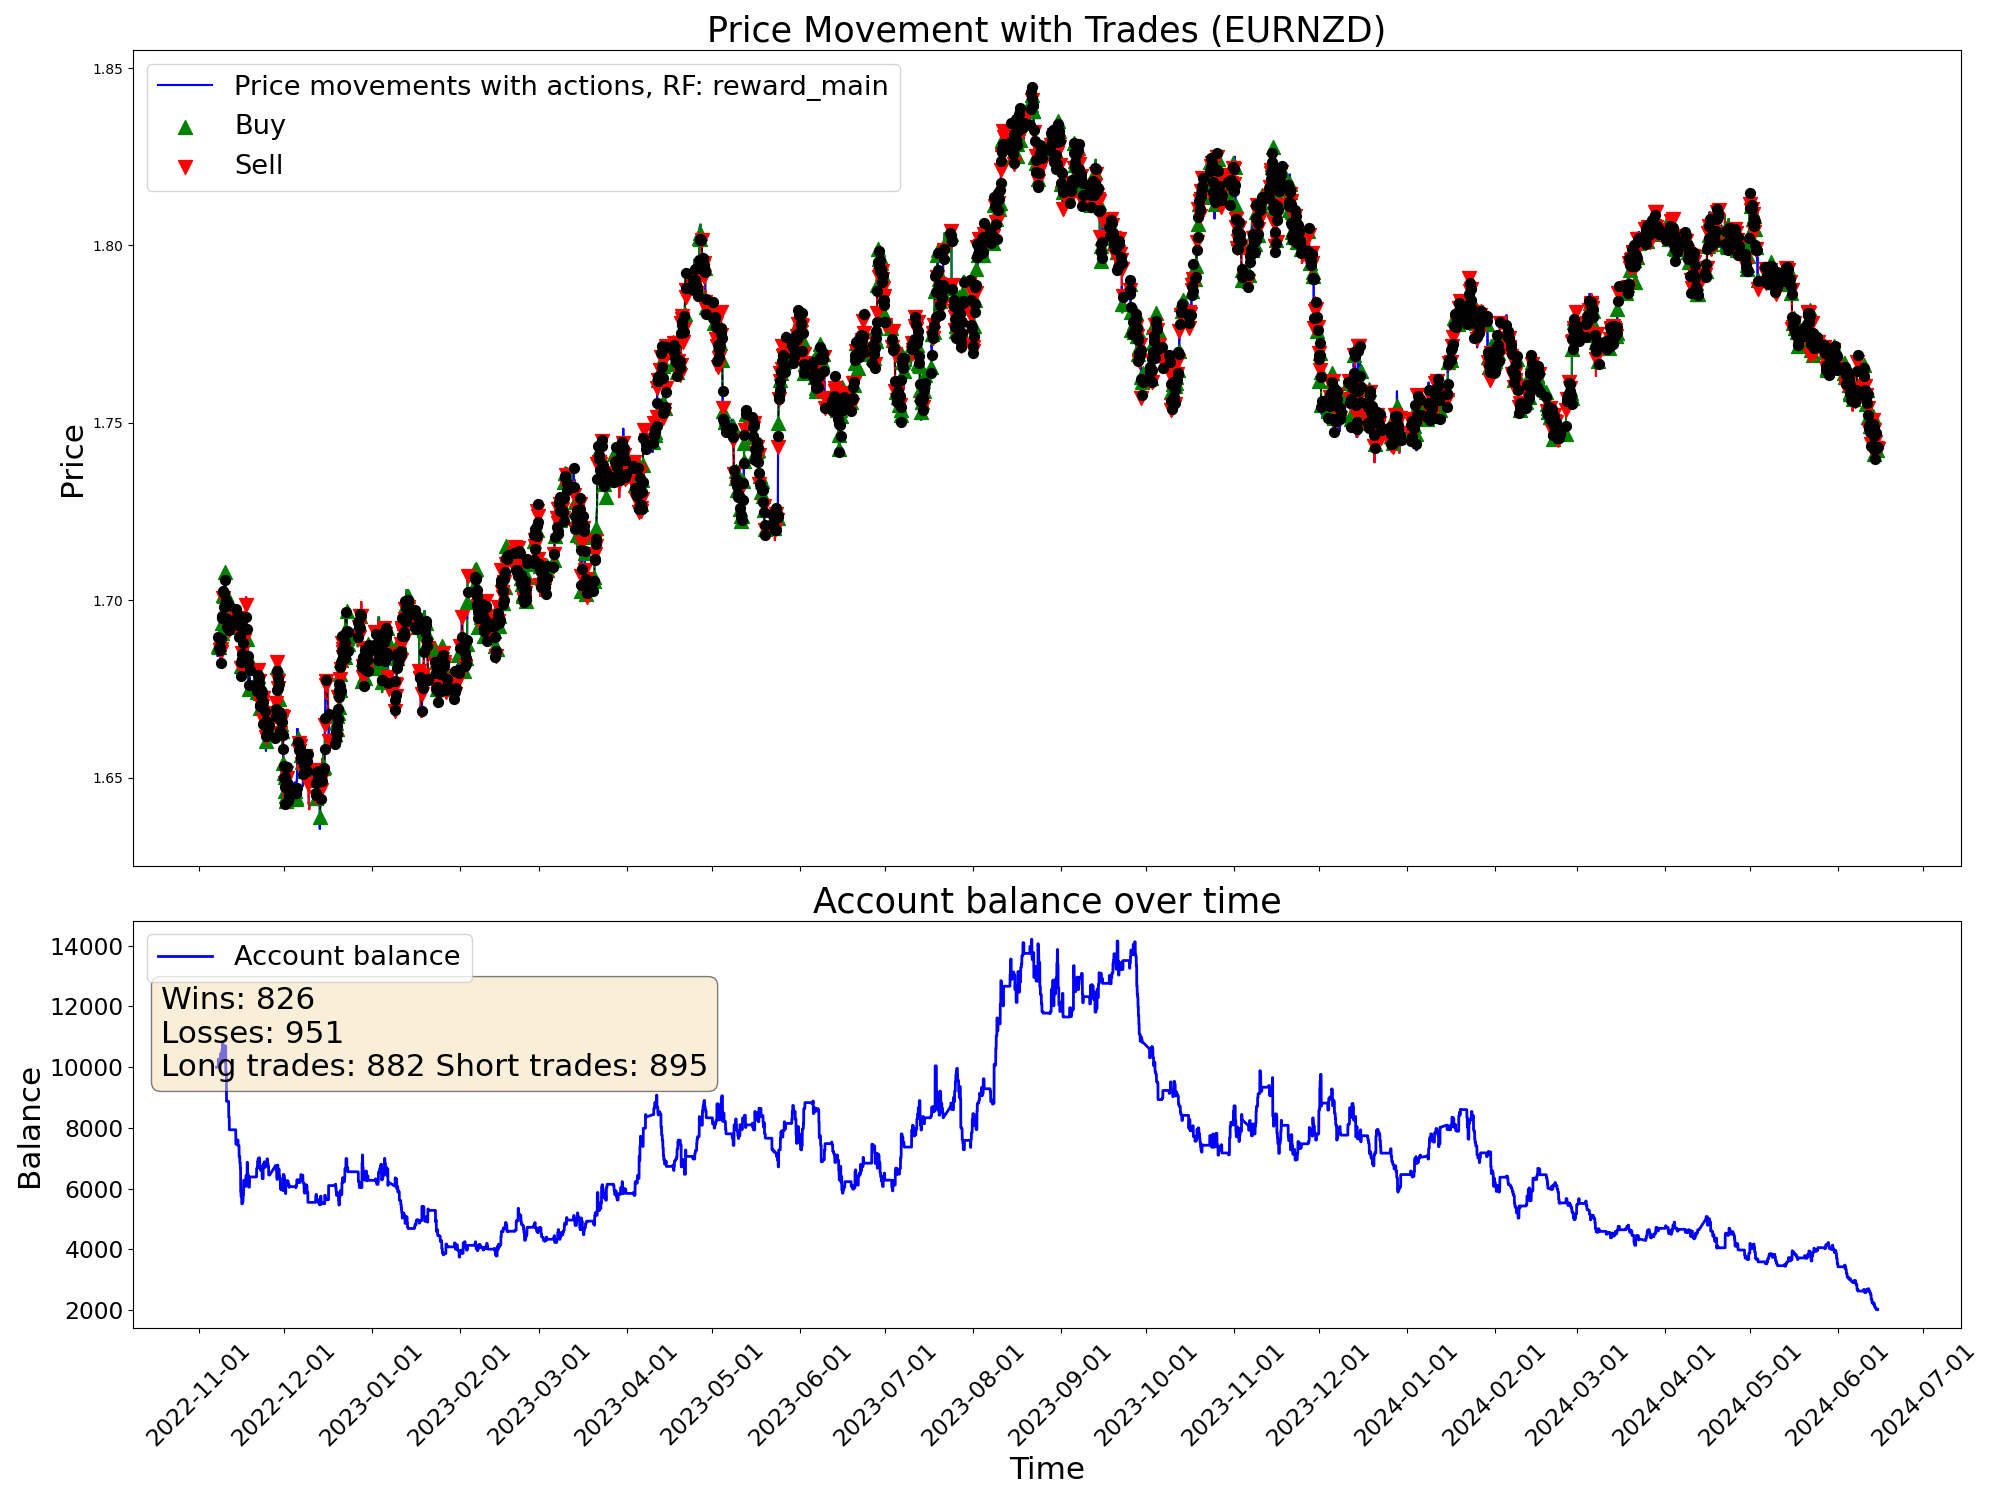 Price Movement with Trades (EURNZD)
1.85
1.80
1.75
1.70
1.65
Price
Price movements with actions, RF: reward_main
Buy
Sell
Account balance over time
14000
12000
10000
8000
6000
4000
2000
Balance
Account balance
Wins: 826
Losses: 951
Long trades: 882 Short trades: 895
2022-11-01
2022-12-01
2023-01-01
2023-02-01
2023-03-01
2023-04-01
2023-05-01
2023-06-01
2023-07-01
2023-08-01
2023-09-01
2023-10-01
2023-11-01
2023-12-01
2024-01-01
2024-02-01
2024-03-01
2024-04-01
2024-05-01
2024-06-01
2024-07-01
Time